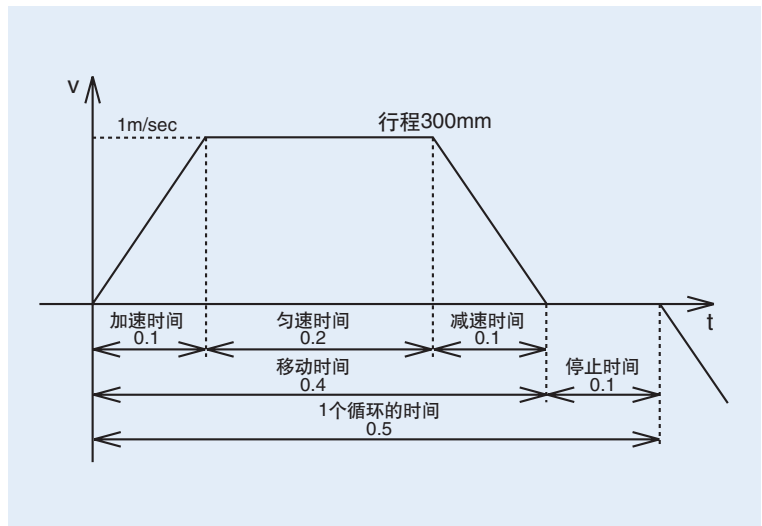 v
1m/sec
行程300mm
t
加速时间
0.1
匀速时间
0.2
减速时间
0.1
移动时间
0.4
停止时间
0.1
1个循环的时间
0.5